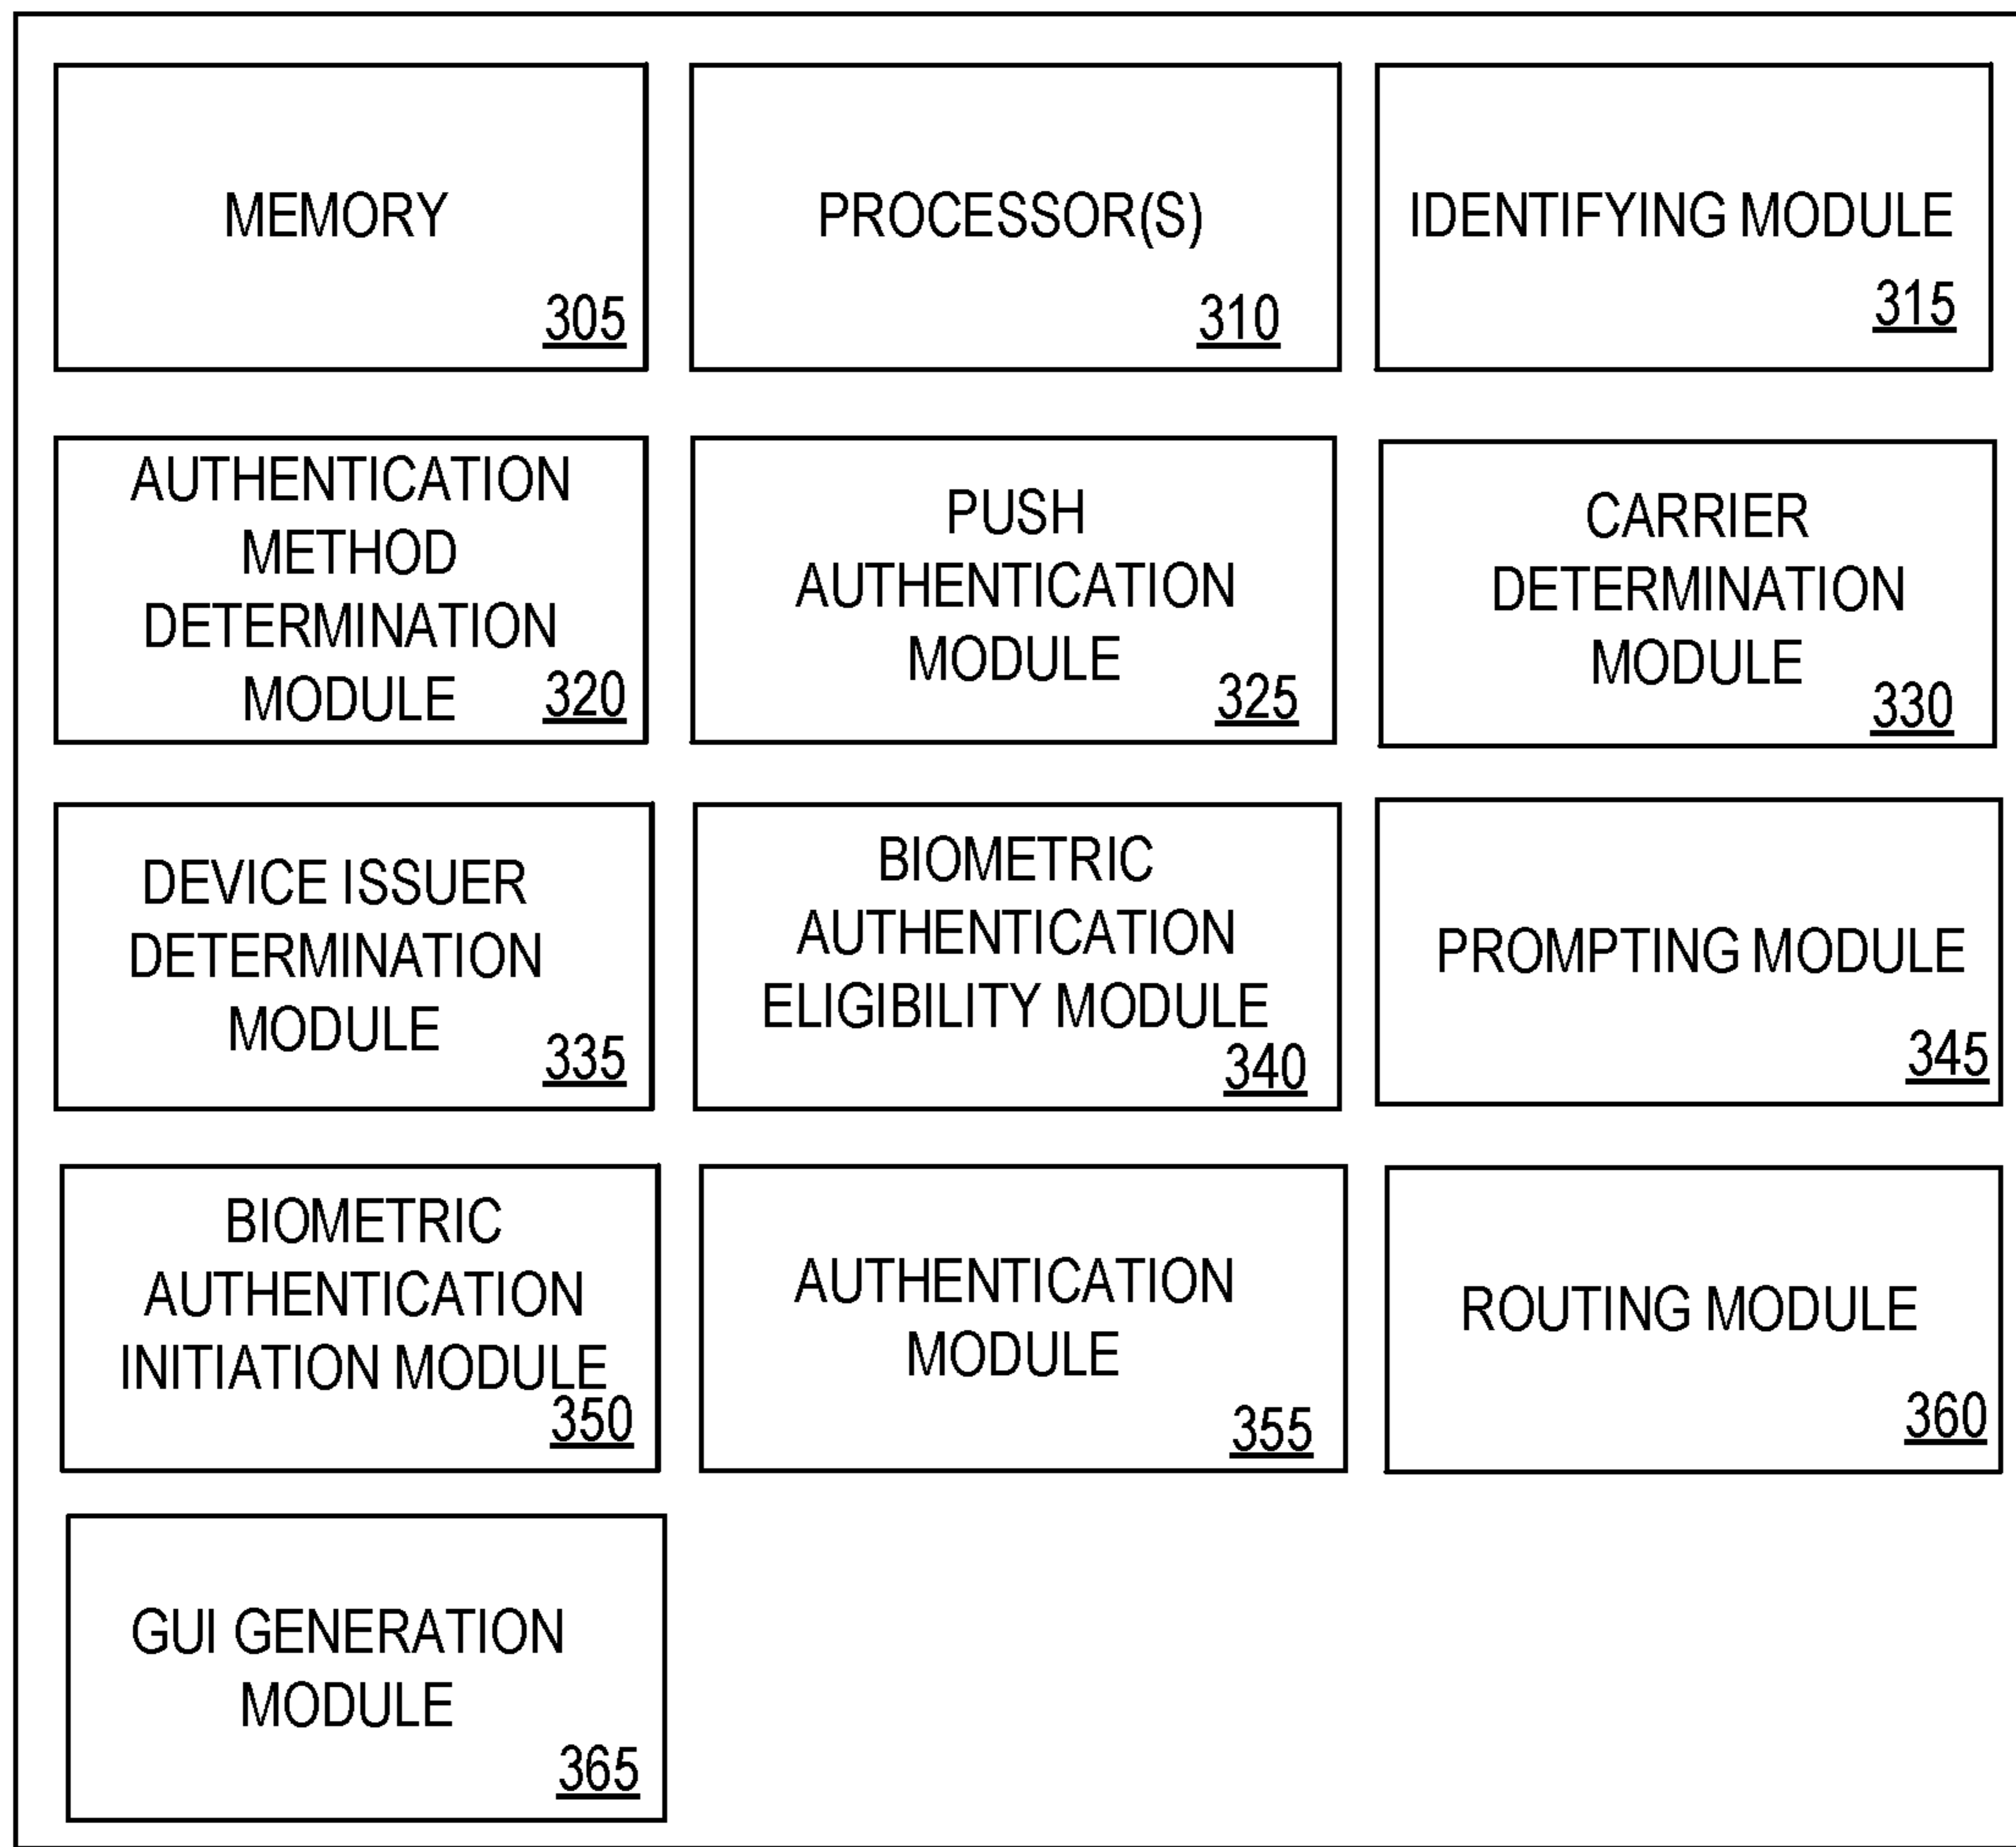 MEMORY
305
PROCESSOR(S)
310
IDENTIFYING MODULE
315
AUTHENTICATION
METHOD
DETERMINATION
MODULE
320
PUSH
AUTHENTICATION
MODULE
325
CARRIER
DETERMINATION
MODULE
330
DEVICE ISSUER
DETERMINATION
MODULE
335
BIOMETRIC
AUTHENTICATION
ELIGIBILITY MODULE
340
PROMPTING MODULE
345
BIOMETRIC
AUTHENTICATION
INITIATION MODULE
350
AUTHENTICATION
MODULE
355
ROUTING MODULE
360
GUI GENERATION
MODULE
365